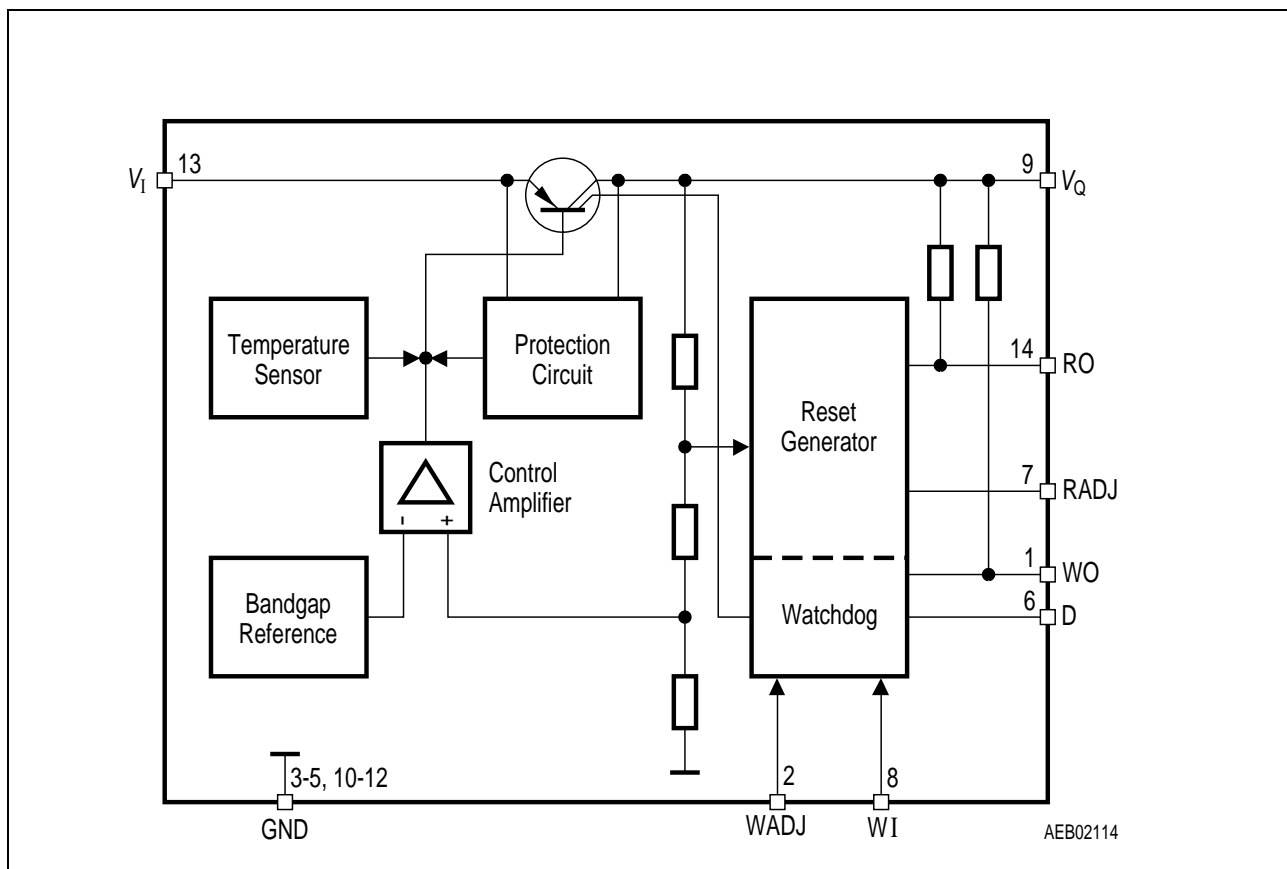 13
V_I
9
V_Q
Temperature
Sensor
Protection
Circuit
14
RO
Reset
Generator
Control
Amplifier
- +
7
RADJ
1
WO
Bandgap
Reference
Watchdog
6
D
3-5, 10-12
GND
2
WADJ
8
WI
AEB02114